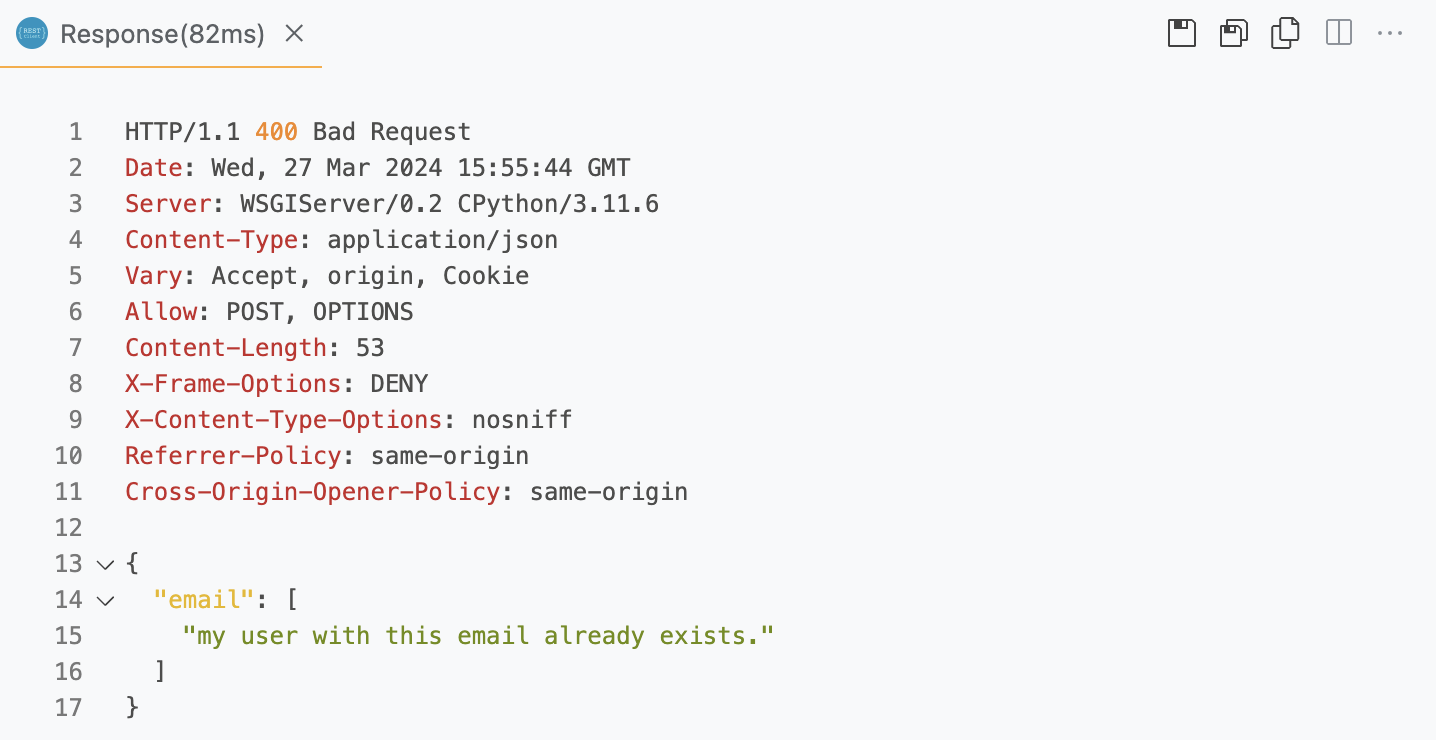 REST
Client
Response(82ms)
1 HTTP/1.1 400 Bad Request
2 Date: Wed, 27 Mar 2024 15:55:44 GMT
3 Server: WSGIServer/0.2 CPython/3.11.6
4 Content-Type: application/json
5 Vary: Accept, origin, Cookie
6 Allow: POST, OPTIONS
7 Content-Length: 53
8 X-Frame-Options: DENY
9 X-Content-Type-Options: nosniff
10 Referrer-Policy: same-origin
11 Cross-Origin-Opener-Policy: same-origin
12
13 {
14 "email": [
15 "my user with this email already exists."
16 ]
17 }